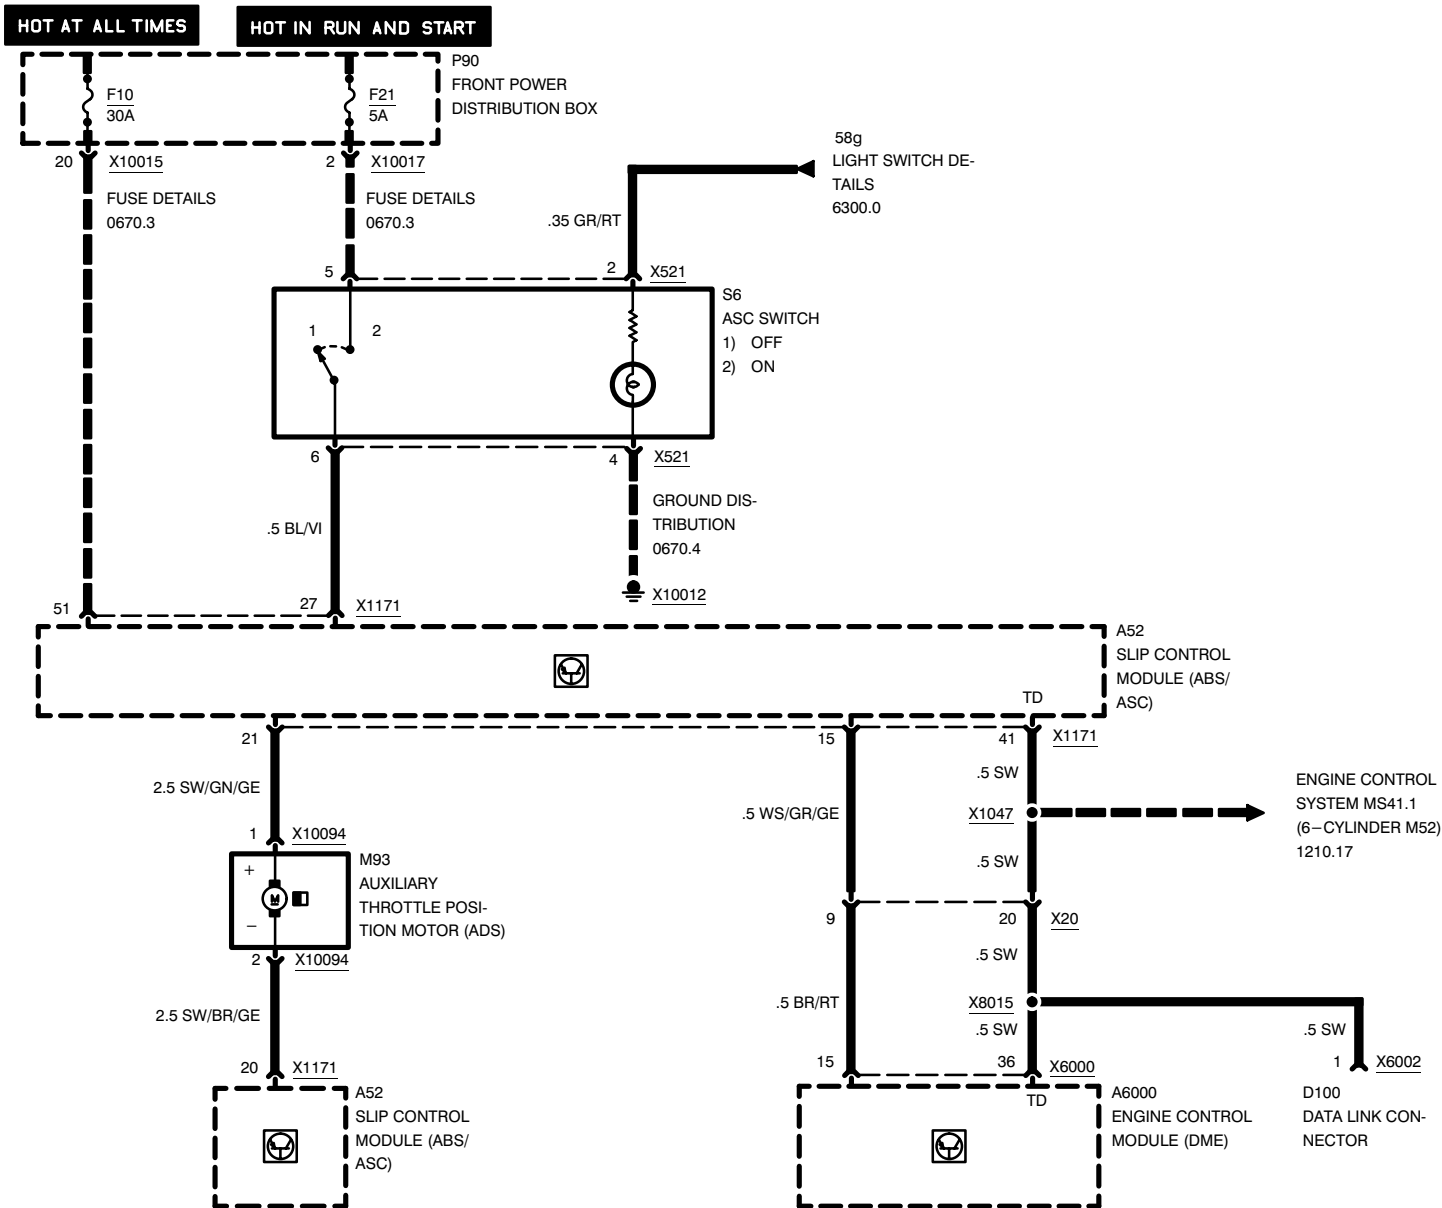 HOT AT ALL TIMES
HOT IN RUN AND START
P90
FRONT POWER
DISTRIBUTION BOX
F10
30A
F21
5A
20
X10015
2
X10017
FUSE DETAILS
0670.3
FUSE DETAILS
0670.3
58g
LIGHT SWITCH DE-
TAILS
6300.0
.35 GR/RT
5
2
X521
S6
ASC SWITCH
1) OFF
2) ON
1
2
6
4
X521
.5 BL/VI
GROUND DIS-
TRIBUTION
0670.4
X10012
51
27
X1171
A52
SLIP CONTROL
MODULE (ABS/
ASC)
TD
21
15
41
X1171
2.5 SW/GN/GE
.5 SW
.5 WS/GR/GE
X1047
ENGINE CONTROL
SYSTEM MS41.1
(6−CYLINDER M52)
1210.17
1
X10094
.5 SW
+
M
−
M93
AUXILIARY
THROTTLE POSI-
TION MOTOR (ADS)
9
20
X20
2
X10094
.5 SW
2.5 SW/BR/GE
.5 BR/RT
X8015
.5 SW
.5 SW
20
X1171
15
36
X6000
1
X6002
A52
SLIP CONTROL
MODULE (ABS/
ASC)
TD
A6000
ENGINE CONTROL
MODULE (DME)
D100
DATA LINK CON-
NECTOR